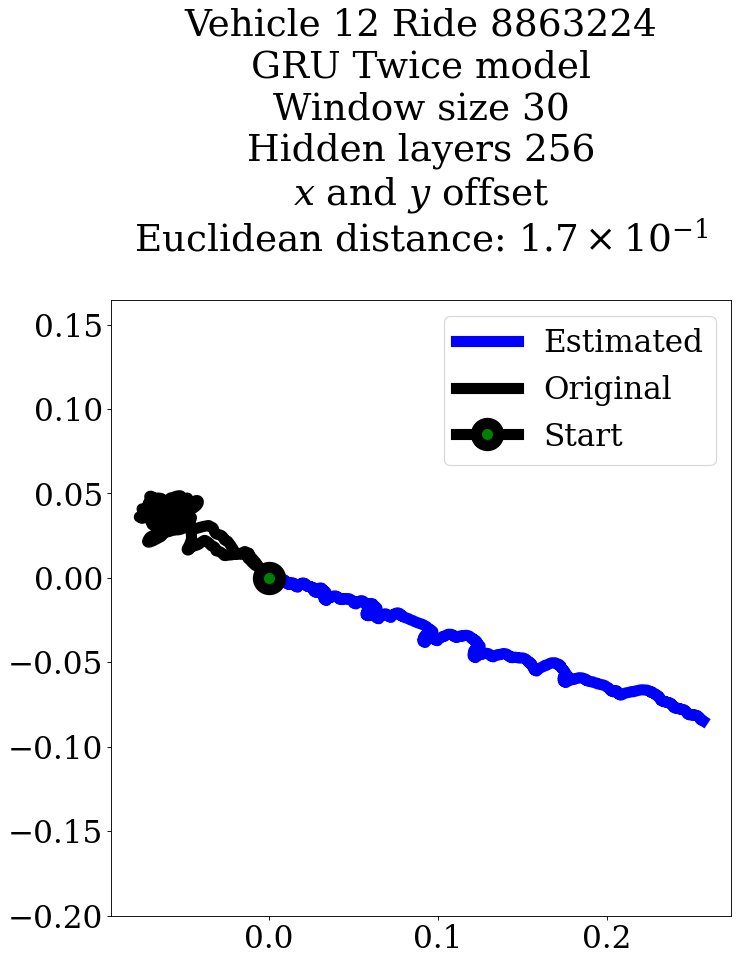 Vehicle 12 Ride 8863224
GRU Twice model
Window size 30
Hidden layers 256
x and y offset
Euclidean distance: 1.7 × 10⁻¹
Estimated
Original
Start
0.15
0.10
0.05
0.00
−0.05
−0.10
−0.15
−0.20
0.0 0.1 0.2